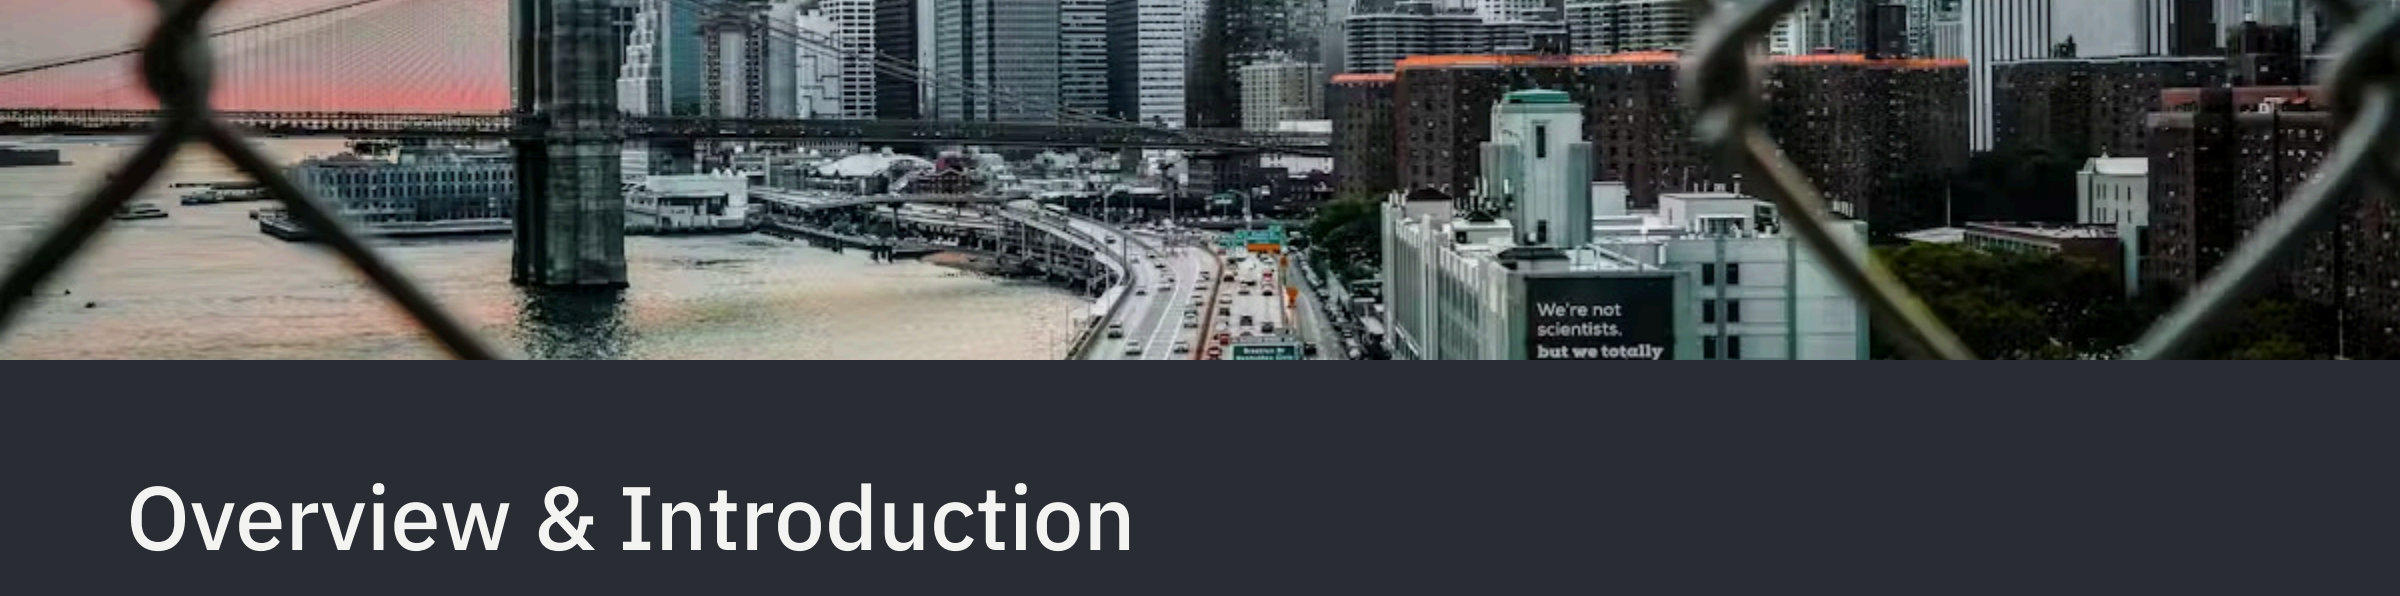 We're not
scientists,
but we totally
Overview & Introduction